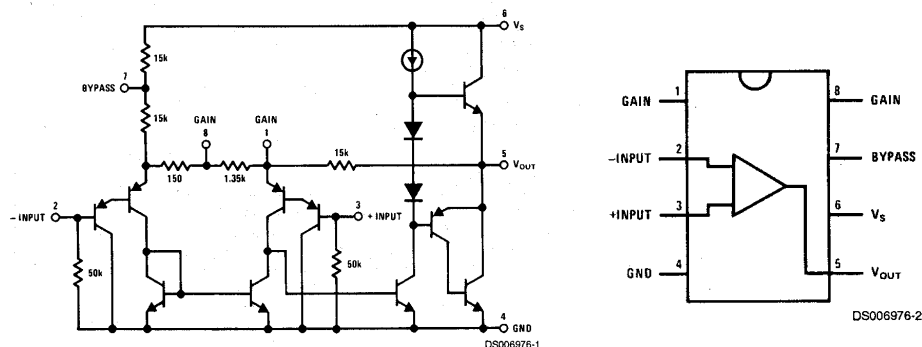 6
Vs
15k
7
BYPASS
15k
GAIN
8
GAIN
1
150
1.35k
15k
5
VOUT
- INPUT
2
3
+ INPUT
50k
50k
4
GND
DS006976-1
1
GAIN
8
GAIN
2
-INPUT
7
BYPASS
3
+INPUT
6
Vs
4
GND
5
VOUT
DS006976-2